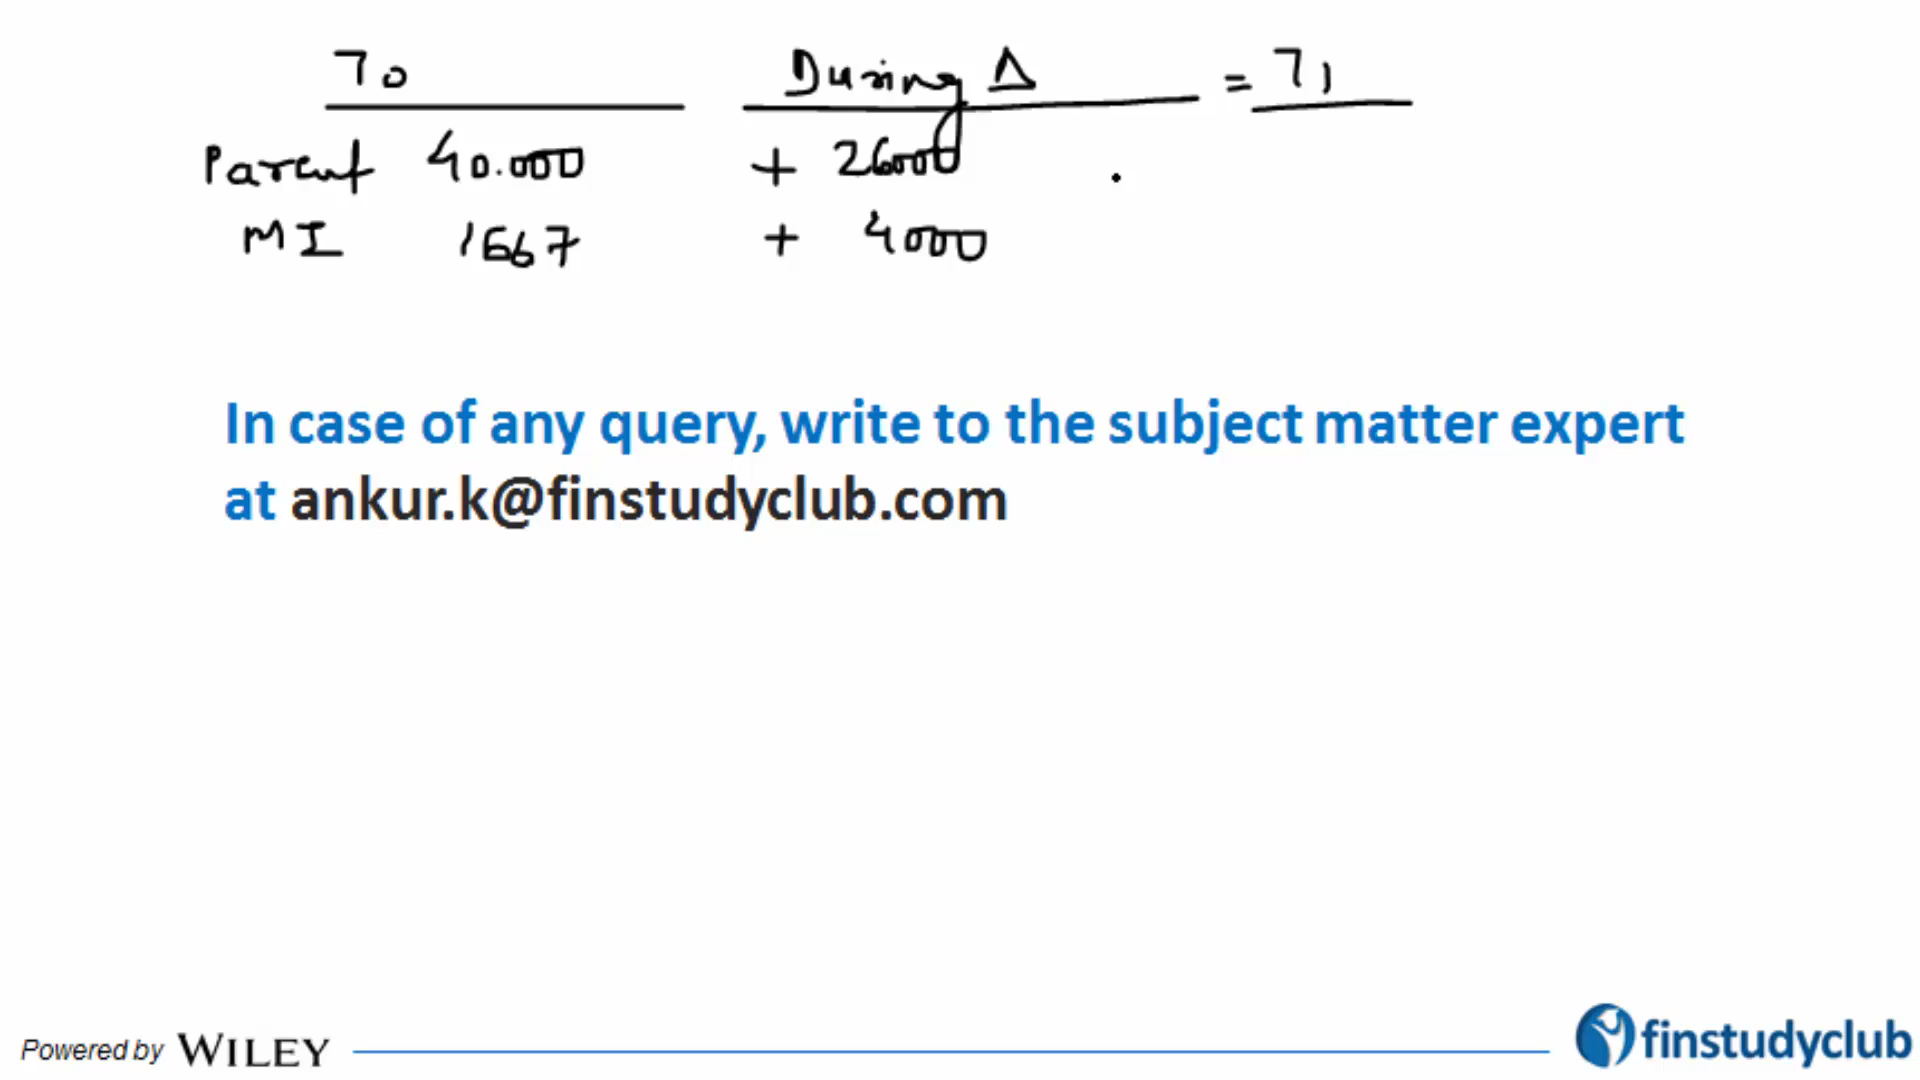 T0 During Δ = T1
Parent 40.000 + 26000
MI 1667 + 4000
In case of any query, write to the subject matter expert
at ankur.k@finstudyclub.com
Powered by WILEY finstudyclub